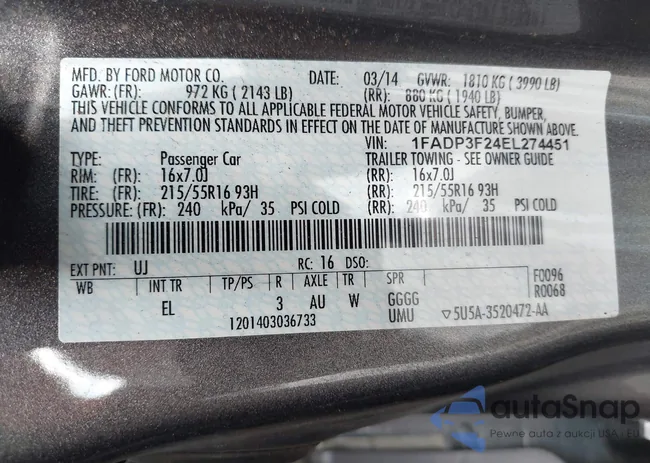 MFD. BY FORD MOTOR CO. DATE: 03/14 GVWR: 1810 KG ( 3990 LB)
GAWR: (FR): 972 KG ( 2143 LB) (RR): 880 KG ( 1940 LB)
THIS VEHICLE CONFORMS TO ALL APPLICABLE FEDERAL MOTOR VEHICLE SAFETY, BUMPER,
AND THEFT PREVENTION STANDARDS IN EFFECT ON THE DATE OF MANUFACTURE SHOWN ABOVE.
VIN: 1FADP3F24EL274451
TYPE: Passenger Car TRAILER TOWING - SEE OWNER GUIDE
RIM: (FR): 16x7.0J (RR): 16x7.0J
TIRE: (FR): 215/55R16 93H (RR): 215/55R16 93H
PRESSURE: (FR): 240 kPa/ 35 PSI COLD (RR): 240 kPa/ 35 PSI COLD
EXT PNT: UJ RC: 16 DSO:
WB INT TR TP/PS R AXLE TR SPR F0096
R0068
EL 3 AU W GGGG
UMU ▽5U5A-3520472-AA
1201403036733
autoSnap
Pewne auto z aukcji USA - EU